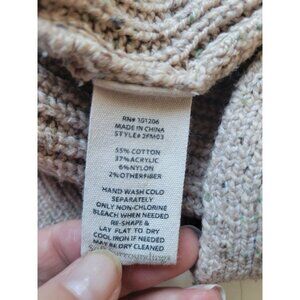 RN# 101206
MADE IN CHINA
STYLE# 2FM03
55% COTTON
37% ACRYLIC
6% NYLON
2% OTHER FIBER
HAND WASH COLD
SEPARATELY
ONLY NON-CHLORINE
BLEACH WHEN NEEDED
RE-SHAPE &
LAY FLAT TO DRY
COOL IRON IF NEEDED
MAY BE DRY CLEANED
Soft Surroundings